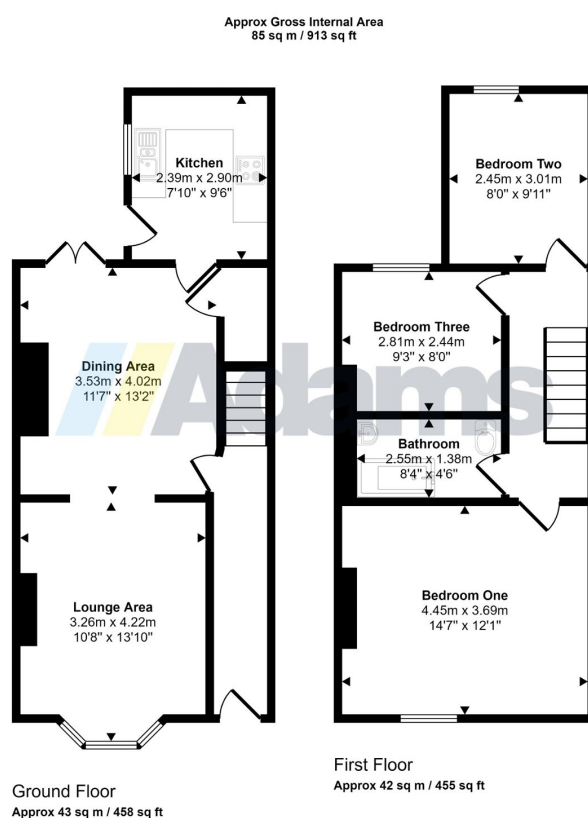 Approx Gross Internal Area
85 sq m / 913 sq ft
Kitchen
2.39m x 2.90m
7'10" x 9'6"
Bedroom Two
2.45m x 3.01m
8'0" x 9'11"
Dining Area
3.53m x 4.02m
11'7" x 13'2"
Bedroom Three
2.81m x 2.44m
9'3" x 8'0"
Adams
Bathroom
2.55m x 1.38m
8'4" x 4'6"
Lounge Area
3.26m x 4.22m
10'8" x 13'10"
Bedroom One
4.45m x 3.69m
14'7" x 12'1"
Ground Floor
Approx 43 sq m / 458 sq ft
First Floor
Approx 42 sq m / 455 sq ft